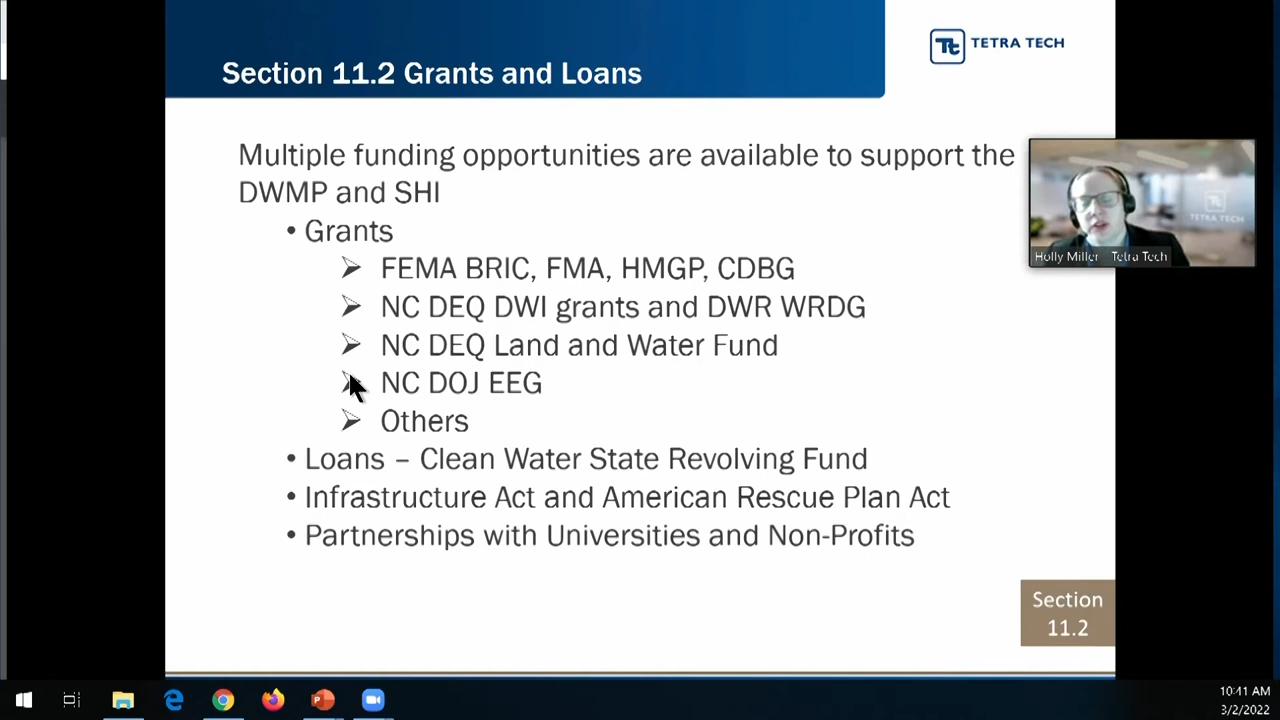 Section 11.2 Grants and Loans
TETRA TECH
Multiple funding opportunities are available to support the
DWMP and SHI
• Grants
➢ FEMA BRIC, FMA, HMGP, CDBG
➢ NC DEQ DWI grants and DWR WRDG
➢ NC DEQ Land and Water Fund
➢ NC DOJ EEG
➢ Others
• Loans – Clean Water State Revolving Fund
• Infrastructure Act and American Rescue Plan Act
• Partnerships with Universities and Non-Profits
TETRA TECH
Holly Miller - Tetra Tech
Section
11.2
10:41 AM
3/2/2022